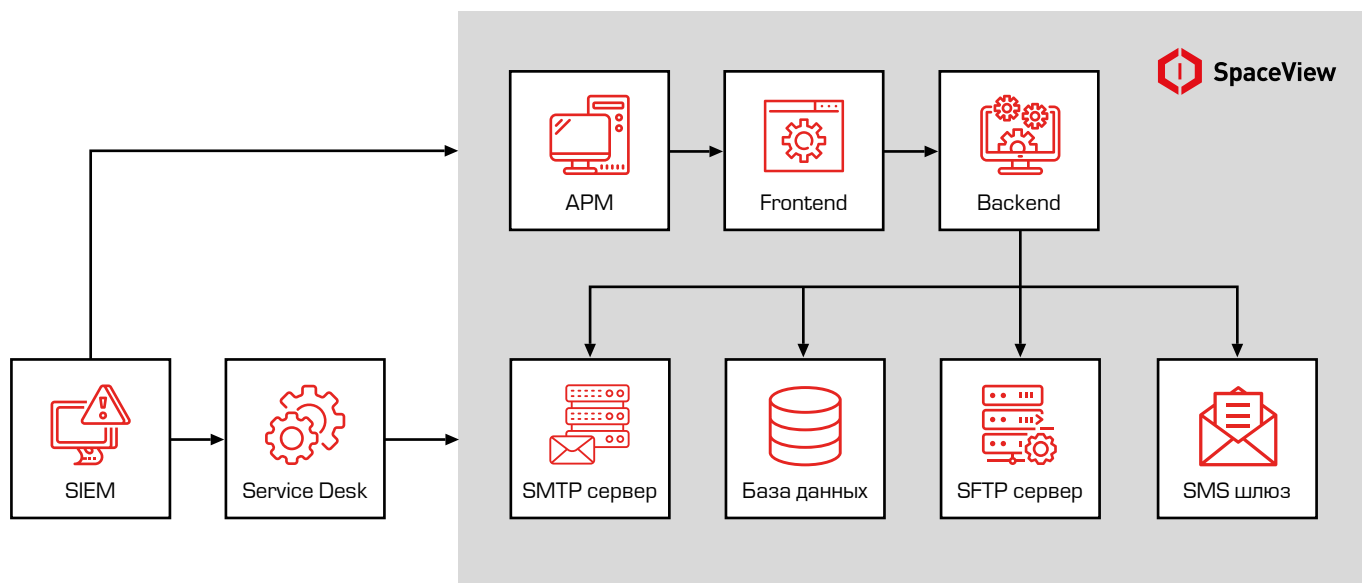 SpaceView
АРМ
Frontend
Backend
SIEM
Service Desk
SMTP сервер
База данных
SFTP сервер
SMS шлюз